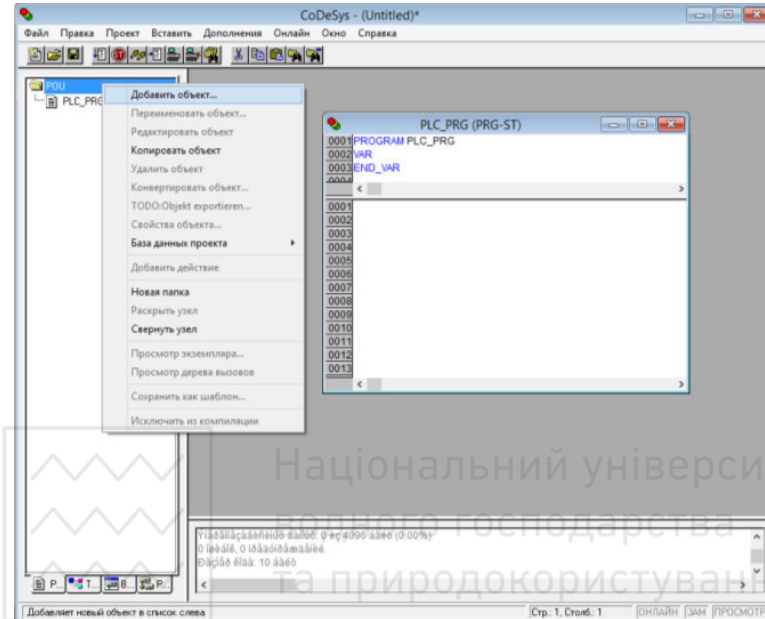 CoDeSys - (Untitled)*
Файл Правка Проект Вставить Дополнения Онлайн Окно Справка
POU
PLC_PRG
Добавить объект...
Переименовать объект...
Редактировать объект
Копировать объект
Удалить объект
Конвертировать объект...
TODO:Objekt exportieren...
Свойства объекта...
База данных проекта
Добавить действие
Новая папка
Раскрыть узел
Свернуть узел
Просмотр экземпляра...
Просмотр дерева вызовов
Сохранить как шаблон...
Исключить из компиляции
PLC_PRG (PRG-ST)
0001 PROGRAM PLC_PRG
0002 VAR
0003 END_VAR
0004
0001
0002
0003
0004
0005
0006
0007
0008
0009
0010
0011
0012
0013
Національний універси
водного господарства
та природокористуван
4096 (0.00%)
P... T... В... Р...
Добавляет новый объект в список слева
Стр.: 1, Столб.: 1 ОНЛАЙН ЗАМ ПРОСМОТР